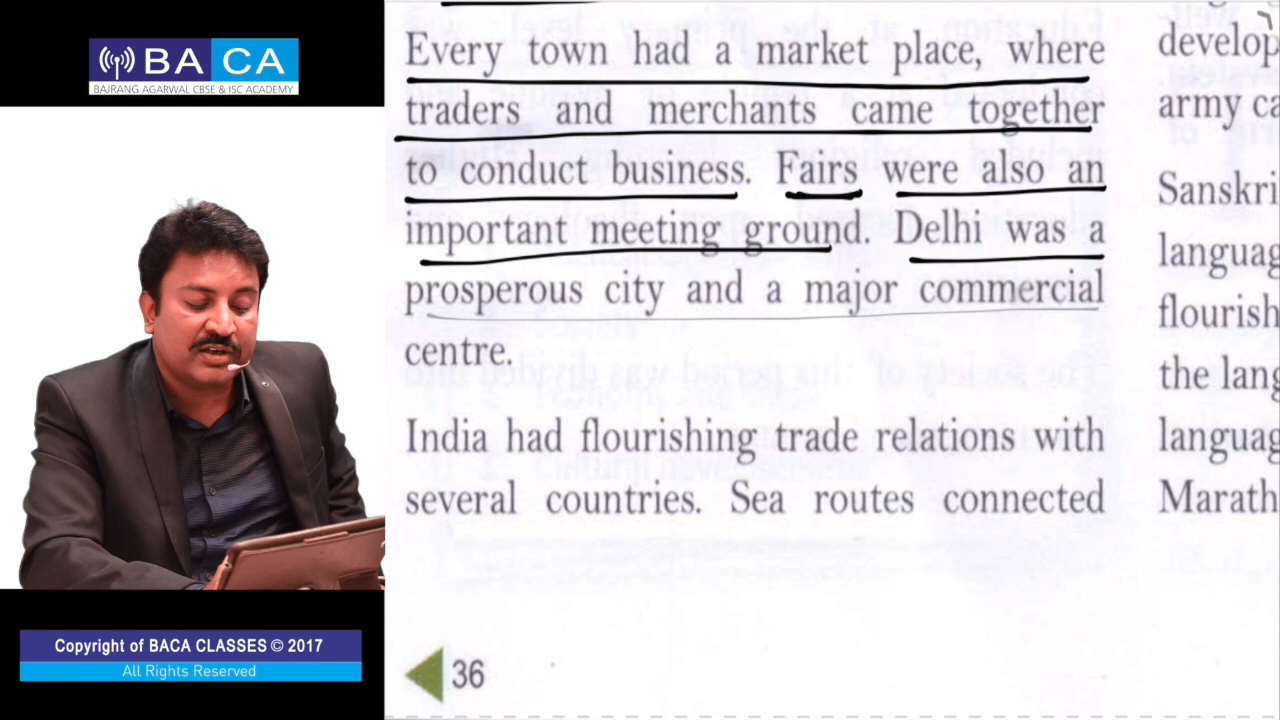 BACA
BAJRANG AGARWAL CBSE & ISC ACADEMY
Every town had a market place, where
traders and merchants came together
to conduct business. Fairs were also an
important meeting ground. Delhi was a
prosperous city and a major commercial
centre.
India had flourishing trade relations with
several countries. Sea routes connected
36
develop
army ca
Sanskri
languag
flourish
the lang
languag
Marath
Copyright of BACA CLASSES © 2017
All Rights Reserved